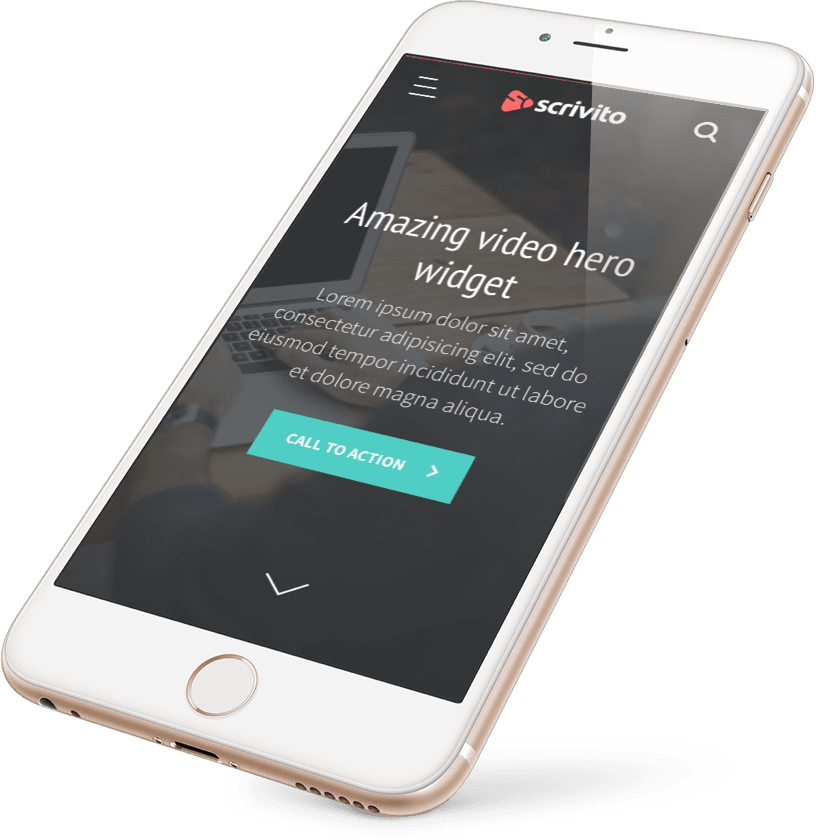 scrivito
Amazing video hero
widget
Lorem ipsum dolor sit amet,
consectetur adipisicing elit, sed do
eiusmod tempor incididunt ut labore
et dolore magna aliqua.
CALL TO ACTION